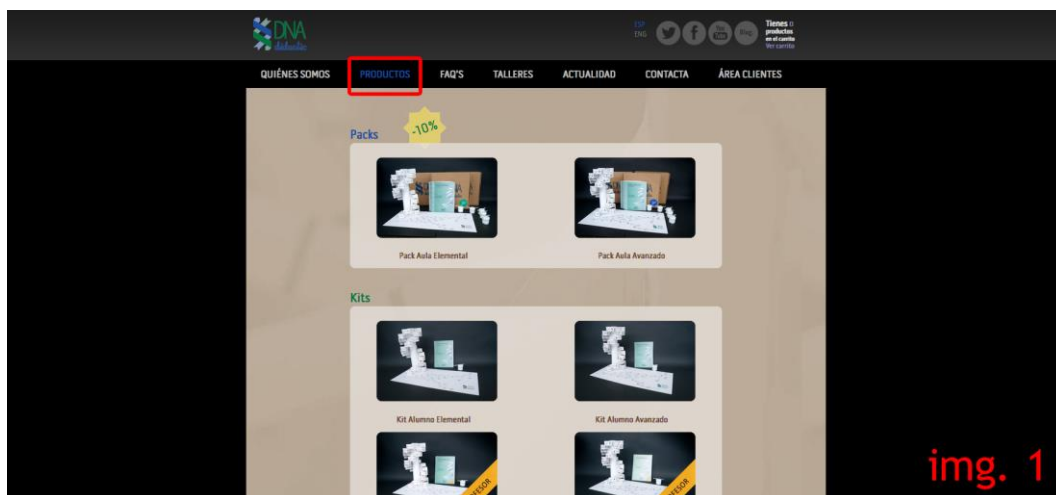 DNA
didactic
ESP
ENG
You
Tube
Blog
Tienes 0
productos
en el carrito
Ver carrito
QUIÉNES SOMOS PRODUCTOS FAQ'S TALLERES ACTUALIDAD CONTACTA ÁREA CLIENTES
Packs
-10%
Pack Aula Elemental Pack Aula Avanzado
Kits
Kit Alumno Elemental Kit Alumno Avanzado
img. 1